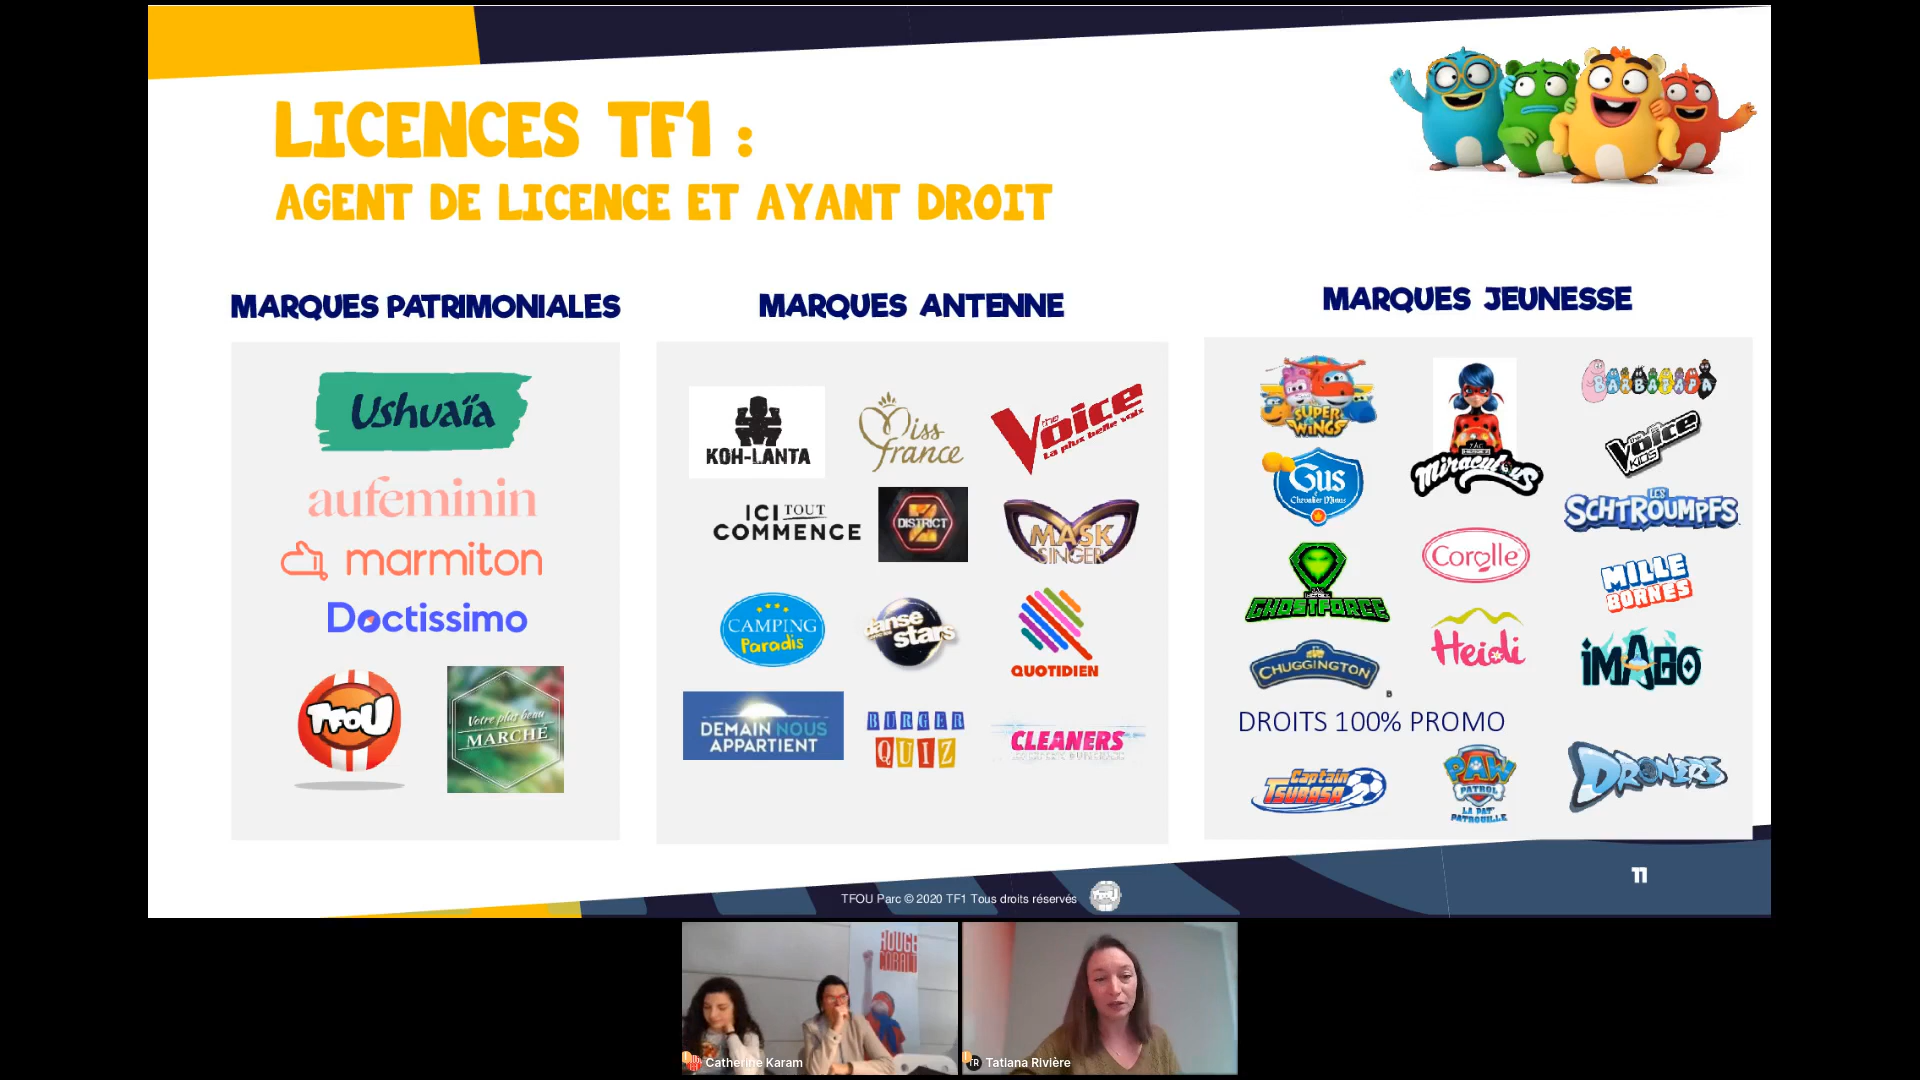 LICENCES TF1 :
AGENT DE LICENCE ET AYANT DROIT
MARQUES PATRIMONIALES
Ushuaïa
aufeminin
marmiton
Doctissimo
TFOU
Votre plus beau
MARCHÉ
MARQUES ANTENNE
KOH-LANTA
Miss
france
the
Voice
La plus belle voix
ICI TOUT
COMMENCE
DISTRICT
Z
MASK
SINGER
CAMPING
Paradis
danse
stars
QUOTIDIEN
DEMAIN NOUS
APPARTIENT
BURGER
QUIZ
CLEANERS
MARQUES JEUNESSE
SUPER
WINGS
Miraculous
BARBAPAPA
the
Voice
KIDS
Gus
Chevalier Minus
LES
SCHTROUMPFS
GHOSTFORCE
Corolle
MILLE
BORNES
CHUGGINGTON
Heidi
iMAGO
DROITS 100% PROMO
Captain
TSUBASA
PAW
PATROL
LA PAT'
PATROUILLE
DRONERS
11
TFOU Parc © 2020 TF1 Tous droits réservés
ROUGE
CORAIL
Catherine Karam
TR
Tatiana Rivière